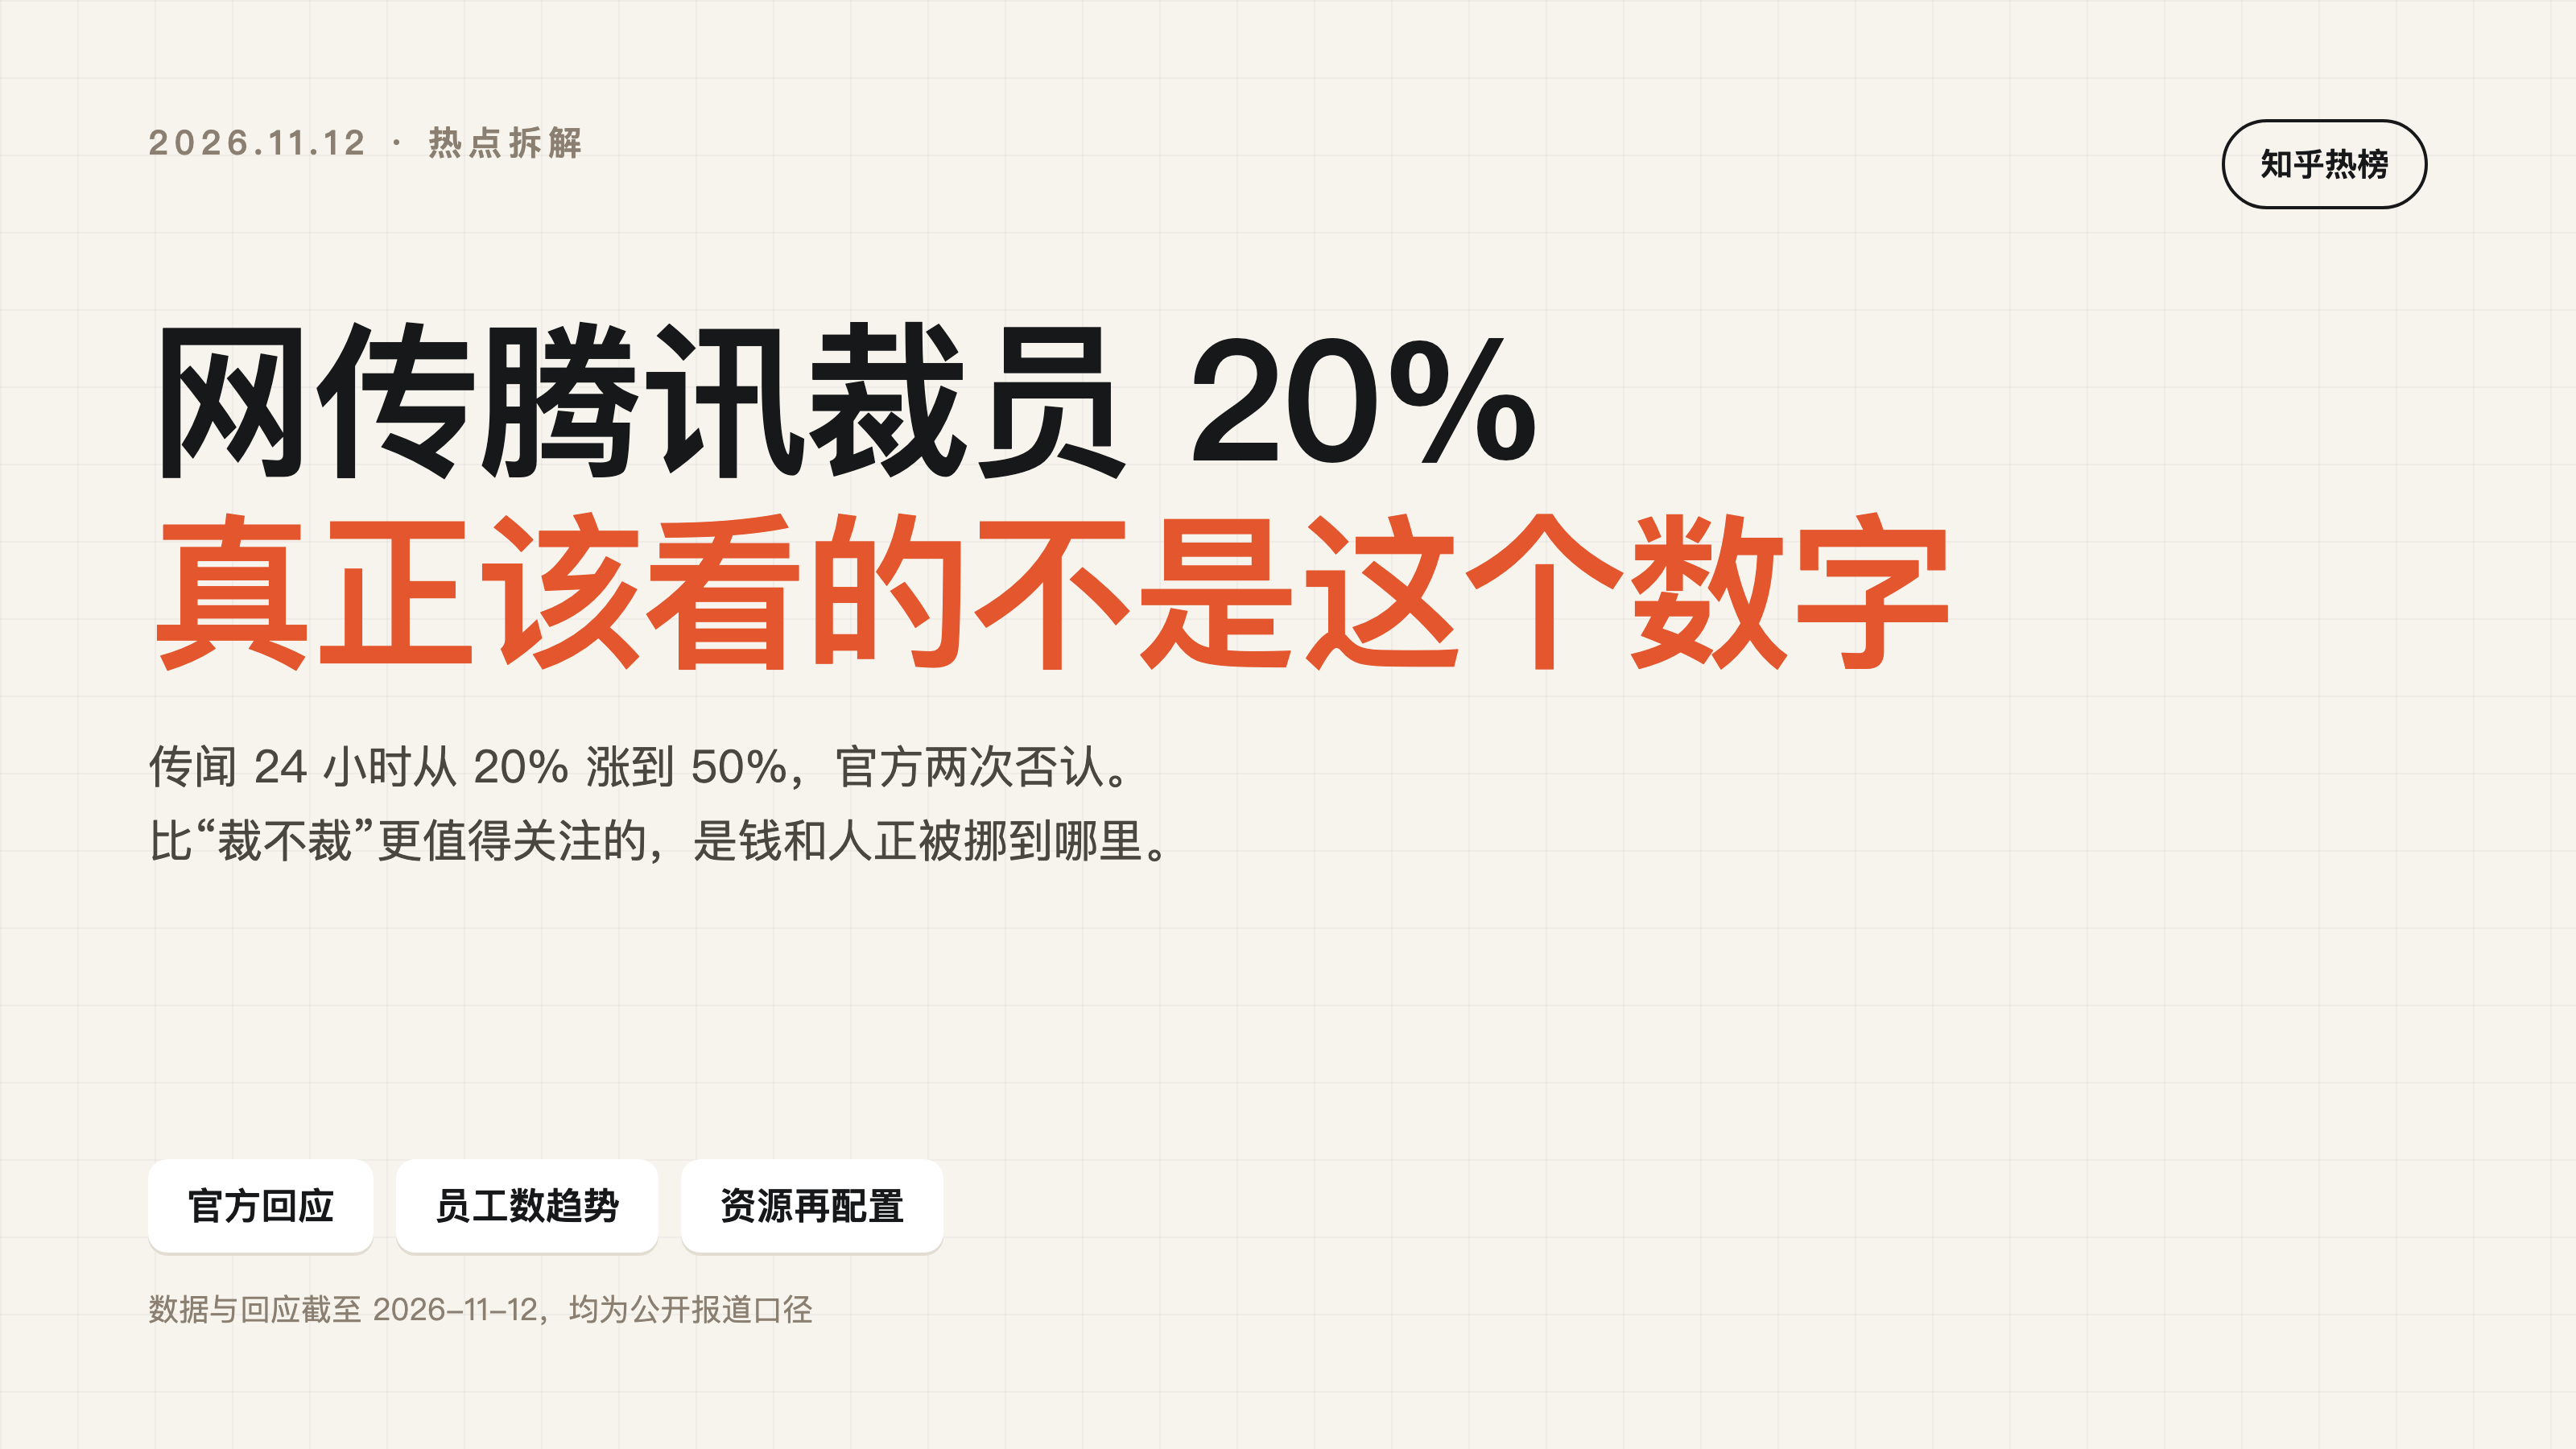 2026.11.12 · 热点拆解
知乎热榜
网传腾讯裁员 20%
真正该看的不是这个数字
传闻 24 小时从 20% 涨到 50%，官方两次否认。
比“裁不裁”更值得关注的，是钱和人正被挪到哪里。
官方回应
员工数趋势
资源再配置
数据与回应截至 2026-11-12，均为公开报道口径